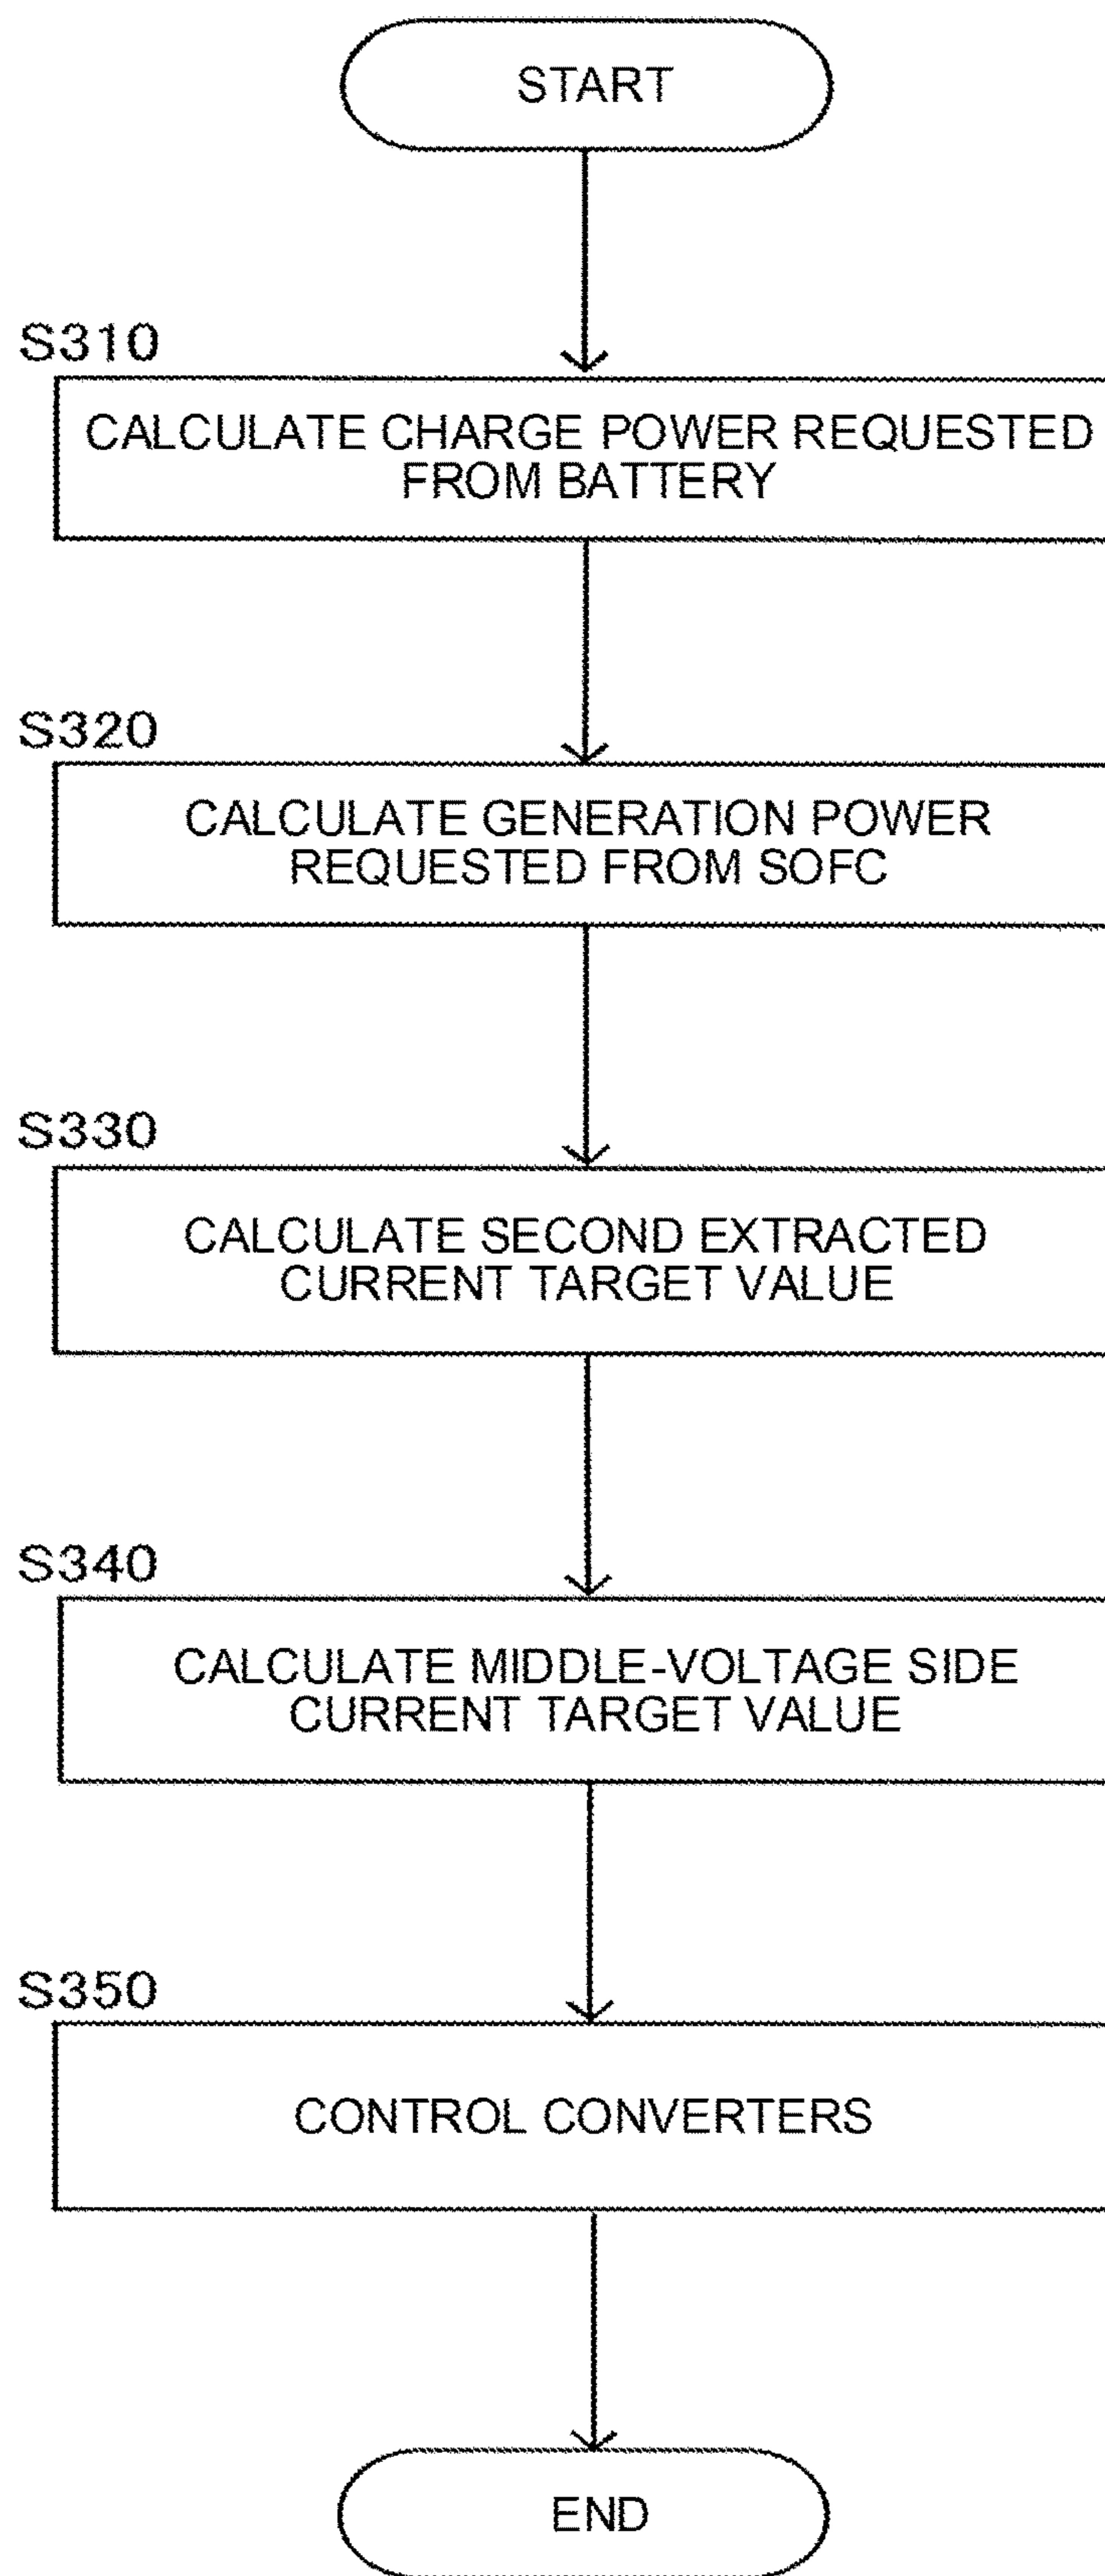 START
S310
CALCULATE CHARGE POWER REQUESTED
FROM BATTERY
S320
CALCULATE GENERATION POWER
REQUESTED FROM SOFC
S330
CALCULATE SECOND EXTRACTED
CURRENT TARGET VALUE
S340
CALCULATE MIDDLE-VOLTAGE SIDE
CURRENT TARGET VALUE
S350
CONTROL CONVERTERS
END